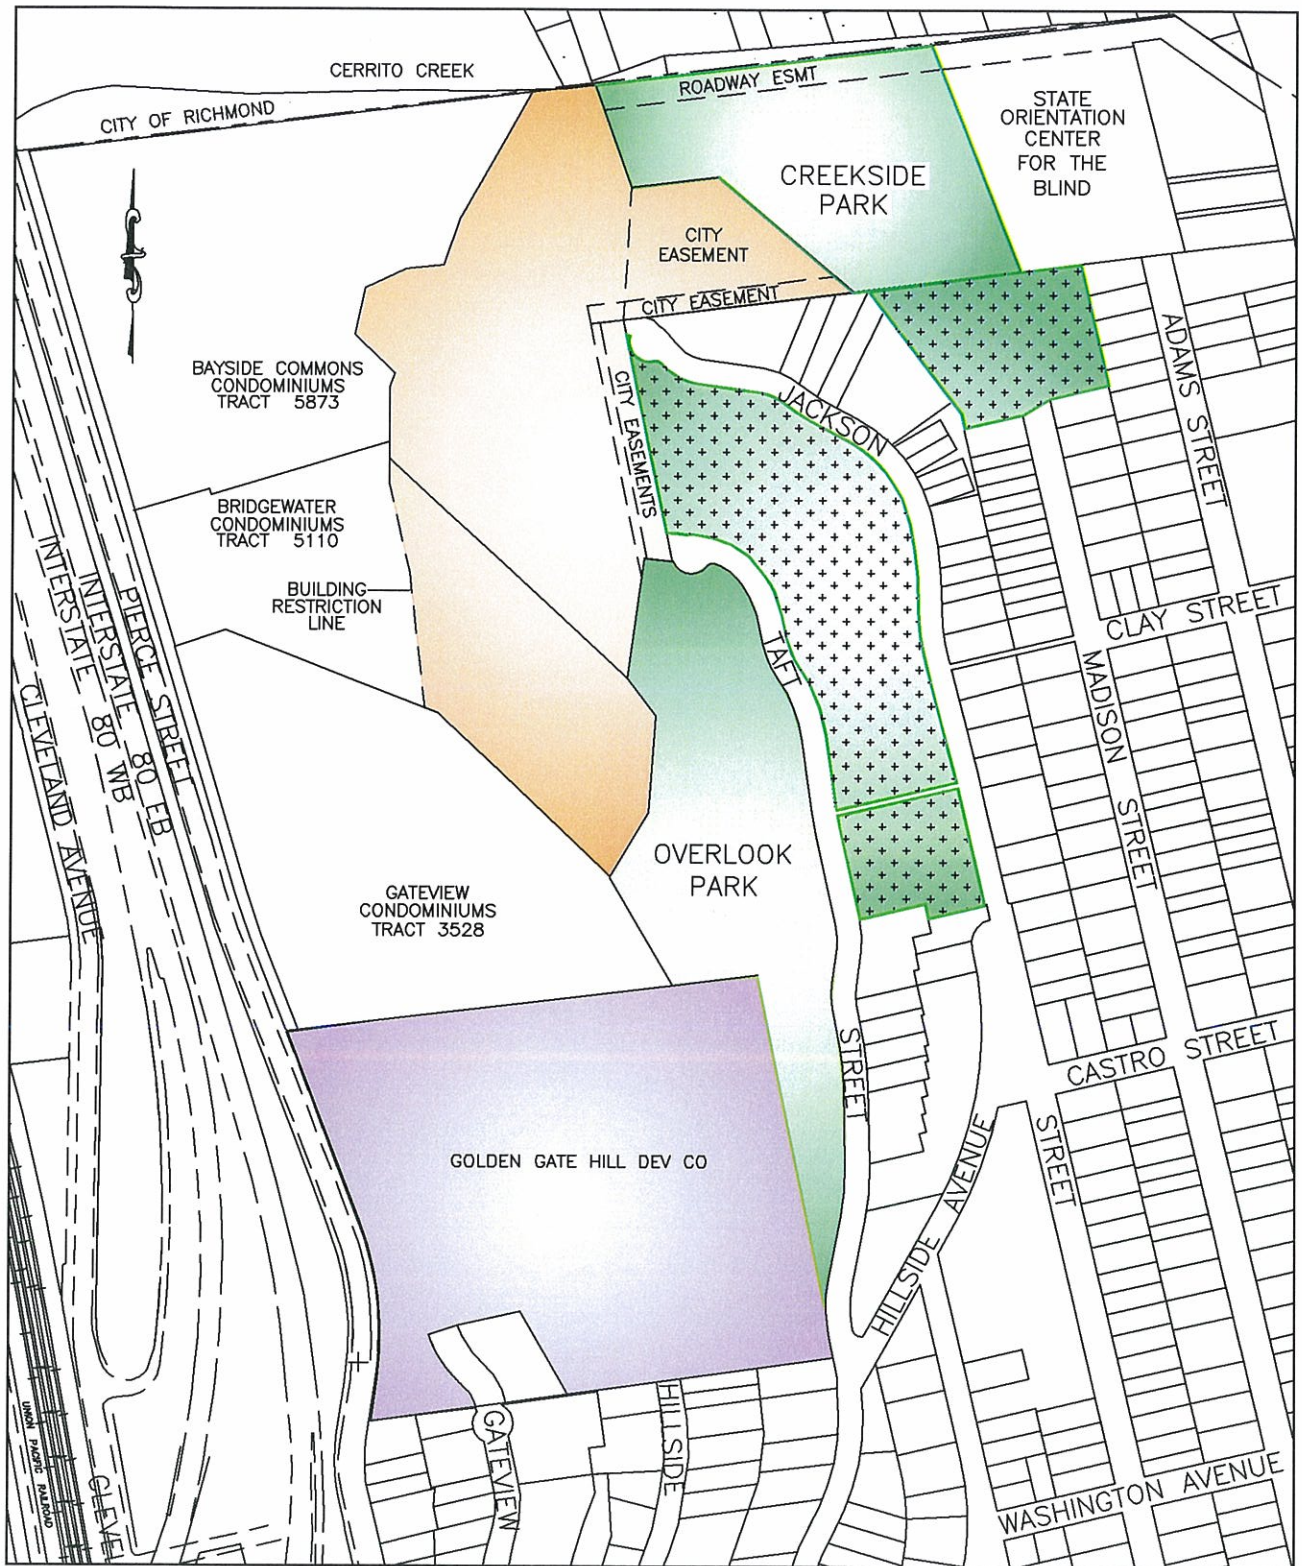 CERRITO CREEK
CITY OF RICHMOND
ROADWAY ESMT
STATE
ORIENTATION
CENTER
FOR THE
BLIND
CREEKSIDE
PARK
CITY
EASEMENT
CITY EASEMENT
BAYSIDE COMMONS
CONDOMINIUMS
TRACT 5873
CITY EASEMENTS
JACKSON
ADAMS STREET
BRIDGEWATER
CONDOMINIUMS
TRACT 5110
BUILDING
RESTRICTION
LINE
PIERCE STREET
INTERSTATE 80 EB
INTERSTATE 80 WB
CLEVELAND AVENUE
TAFT
CLAY STREET
MADISON STREET
OVERLOOK
PARK
GATEVIEW
CONDOMINIUMS
TRACT 3528
STREET
CASTRO STREET
STREET
GOLDEN GATE HILL DEV CO
HILLSIDE AVENUE
HILLSIDE
GATEVIEW
WASHINGTON AVENUE
UNION PACIFIC RAILROAD
CLEVEL